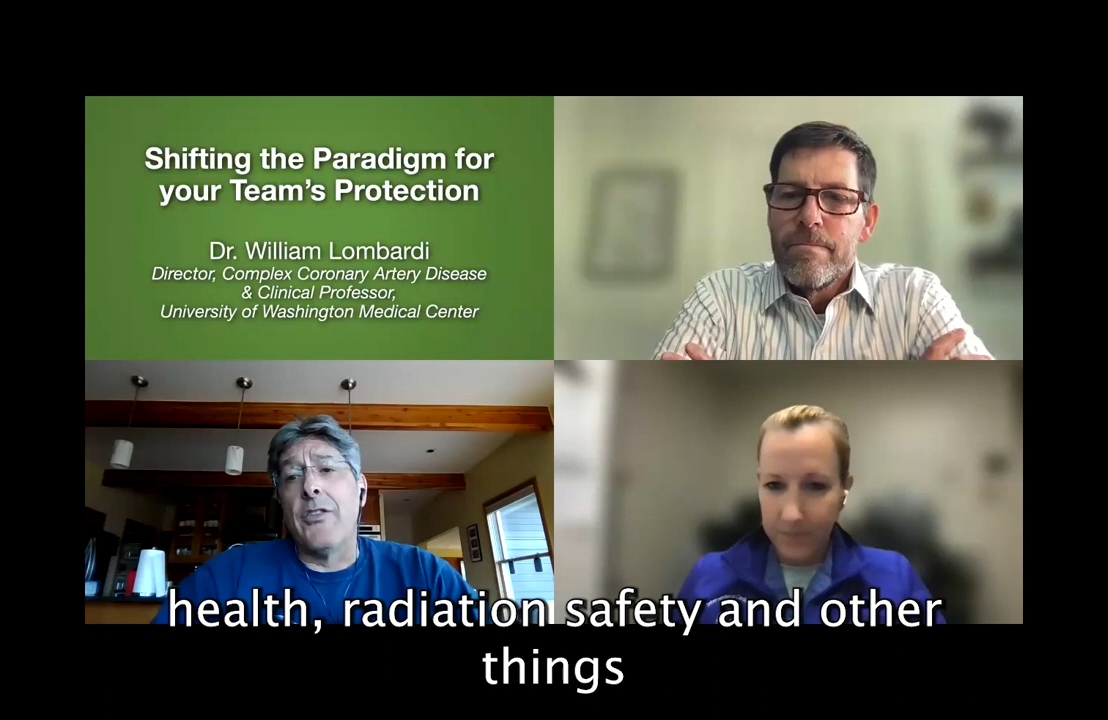 Shifting the Paradigm for
your Team's Protection
Dr. William Lombardi
Director, Complex Coronary Artery Disease
& Clinical Professor,
University of Washington Medical Center
health, radiation safety and other
things